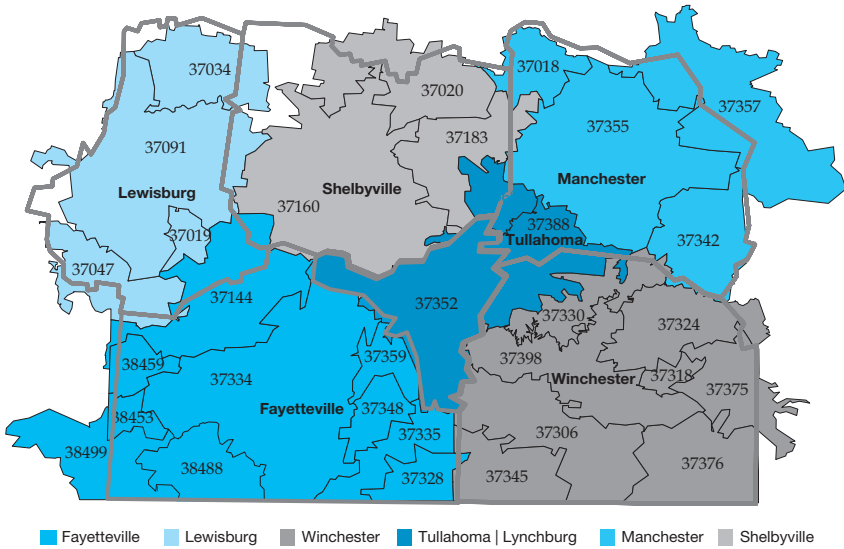 37034
37018
37020
37357
37355
37183
37091
Manchester
Lewisburg
Shelbyville
37160
37388
37019
Tullahoma
37342
37047
37144
37352
37330
37324
37359
37398
38459
37334
Winchester
37318
37375
Fayetteville
37348
38453
37335
37306
38499
38488
37328
37345
37376
Fayetteville
Lewisburg
Winchester
Tullahoma | Lynchburg
Manchester
Shelbyville